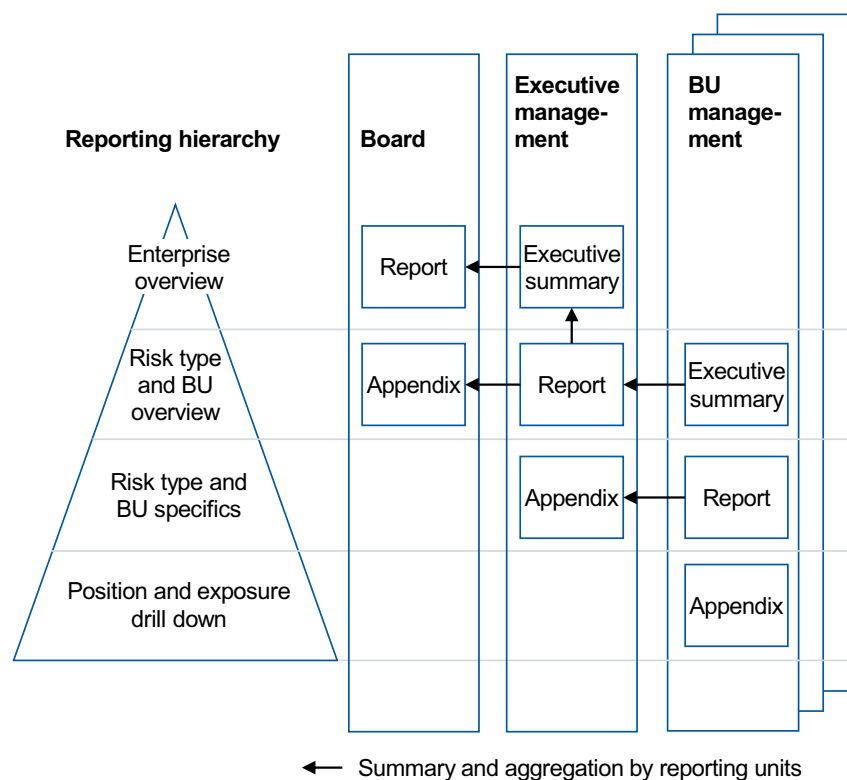 Reporting hierarchy
Board
Executive
manage-
ment
BU
manage-
ment
Enterprise
overview
Report
Executive
summary
Risk type
and BU
overview
Appendix
Report
Executive
summary
Risk type and
BU specifics
Appendix
Report
Position and exposure
drill down
Appendix
Summary and aggregation by reporting units